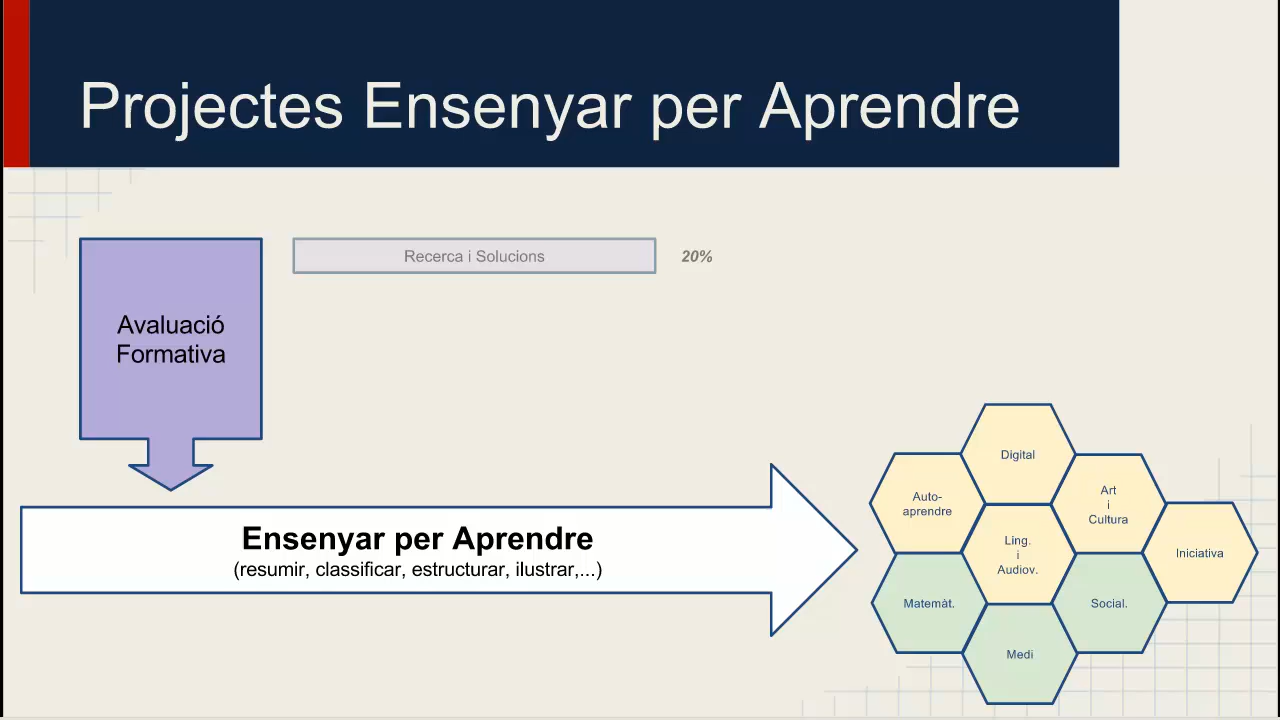 Projectes Ensenyar per Aprendre
Recerca i Solucions
20%
Avaluació
Formativa
Ensenyar per Aprendre
(resumir, classificar, estructurar, ilustrar,...)
Digital
Auto-
aprendre
Art
i
Cultura
Ling.
i
Audiov.
Iniciativa
Matemàt.
Social.
Medi